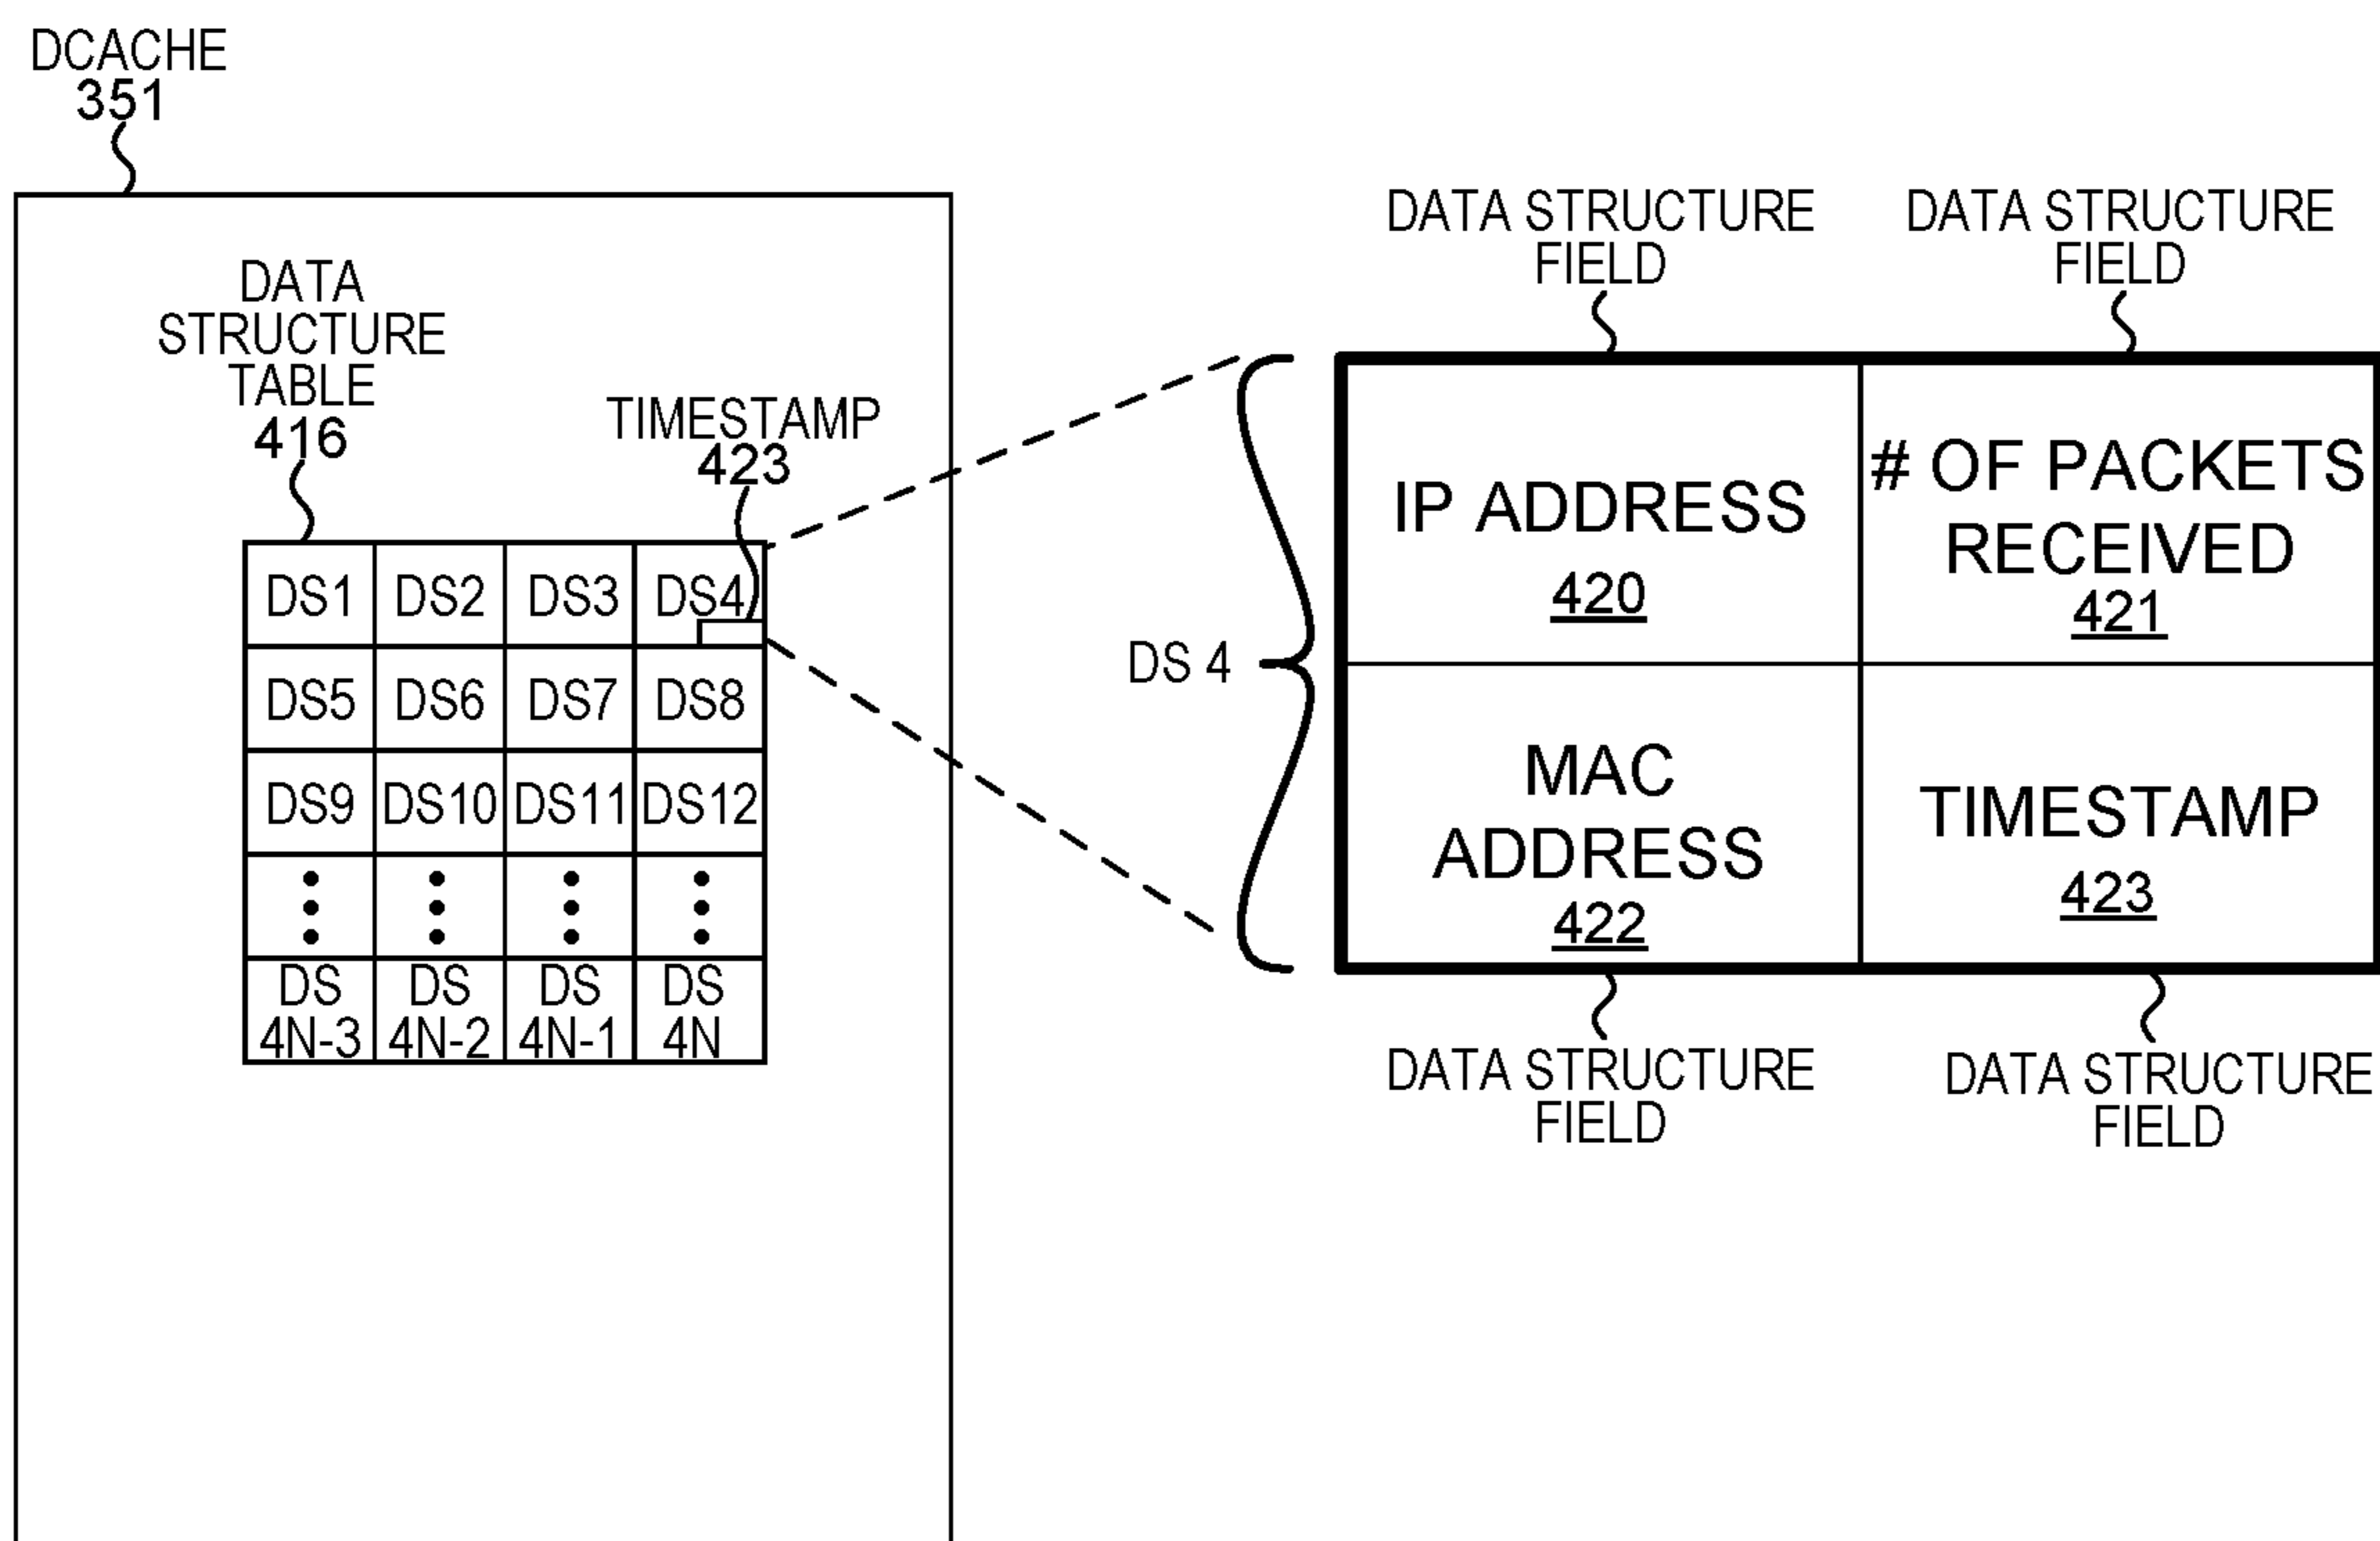 DCACHE
351
DATA
STRUCTURE
TABLE
416
TIMESTAMP
423
DS1 DS2 DS3 DS4
DS5 DS6 DS7 DS8
DS9 DS10 DS11 DS12
DS DS DS DS
4N-3 4N-2 4N-1 4N
DS 4
DATA STRUCTURE
FIELD
DATA STRUCTURE
FIELD
IP ADDRESS
420
# OF PACKETS
RECEIVED
421
MAC
ADDRESS
422
TIMESTAMP
423
DATA STRUCTURE
FIELD
DATA STRUCTURE
FIELD